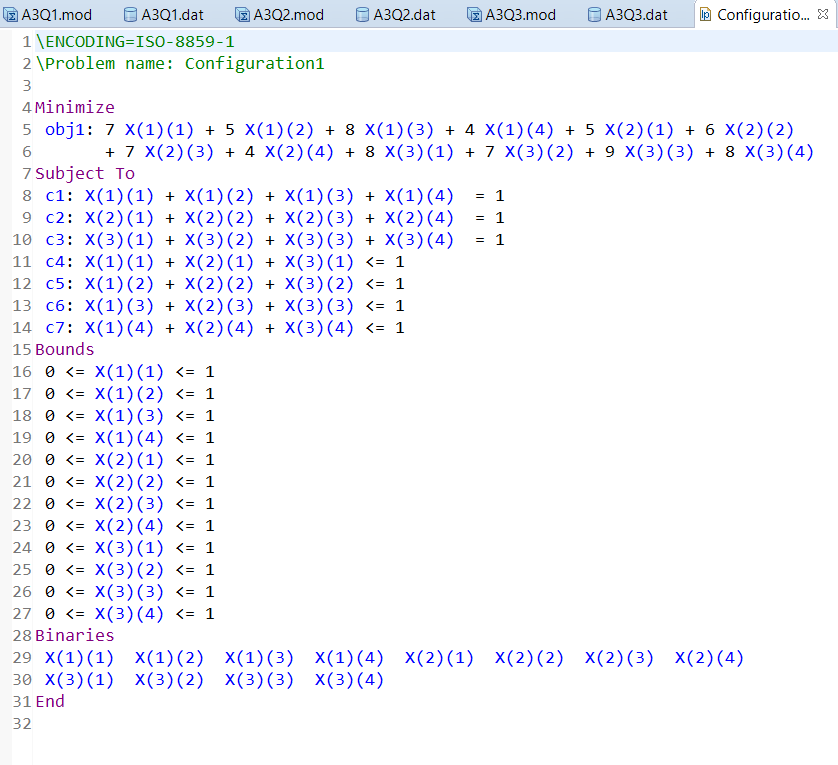 A3Q1.mod A3Q1.dat A3Q2.mod A3Q2.dat A3Q3.mod A3Q3.dat Configuratio...
1 \ENCODING=ISO-8859-1
2 \Problem name: Configuration1
3
4 Minimize
5 obj1: 7 X(1)(1) + 5 X(1)(2) + 8 X(1)(3) + 4 X(1)(4) + 5 X(2)(1) + 6 X(2)(2)
6 + 7 X(2)(3) + 4 X(2)(4) + 8 X(3)(1) + 7 X(3)(2) + 9 X(3)(3) + 8 X(3)(4)
7 Subject To
8 c1: X(1)(1) + X(1)(2) + X(1)(3) + X(1)(4) = 1
9 c2: X(2)(1) + X(2)(2) + X(2)(3) + X(2)(4) = 1
10 c3: X(3)(1) + X(3)(2) + X(3)(3) + X(3)(4) = 1
11 c4: X(1)(1) + X(2)(1) + X(3)(1) <= 1
12 c5: X(1)(2) + X(2)(2) + X(3)(2) <= 1
13 c6: X(1)(3) + X(2)(3) + X(3)(3) <= 1
14 c7: X(1)(4) + X(2)(4) + X(3)(4) <= 1
15 Bounds
16 0 <= X(1)(1) <= 1
17 0 <= X(1)(2) <= 1
18 0 <= X(1)(3) <= 1
19 0 <= X(1)(4) <= 1
20 0 <= X(2)(1) <= 1
21 0 <= X(2)(2) <= 1
22 0 <= X(2)(3) <= 1
23 0 <= X(2)(4) <= 1
24 0 <= X(3)(1) <= 1
25 0 <= X(3)(2) <= 1
26 0 <= X(3)(3) <= 1
27 0 <= X(3)(4) <= 1
28 Binaries
29 X(1)(1) X(1)(2) X(1)(3) X(1)(4) X(2)(1) X(2)(2) X(2)(3) X(2)(4)
30 X(3)(1) X(3)(2) X(3)(3) X(3)(4)
31 End
32